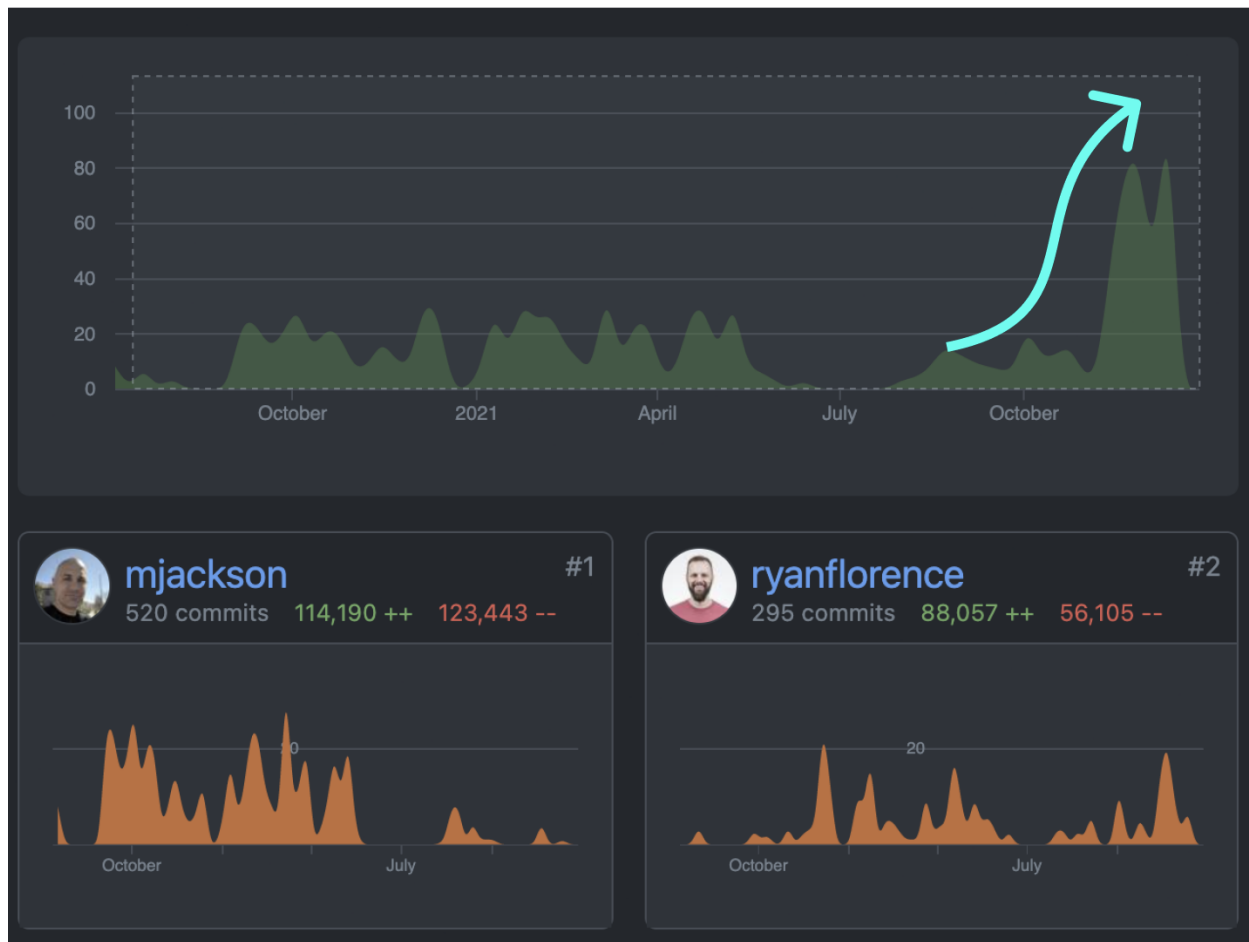 100
80
60
40
20
0
October 2021 April July October
mjackson #1
520 commits 114,190 ++ 123,443 --
20
October July
ryanflorence #2
295 commits 88,057 ++ 56,105 --
20
October July